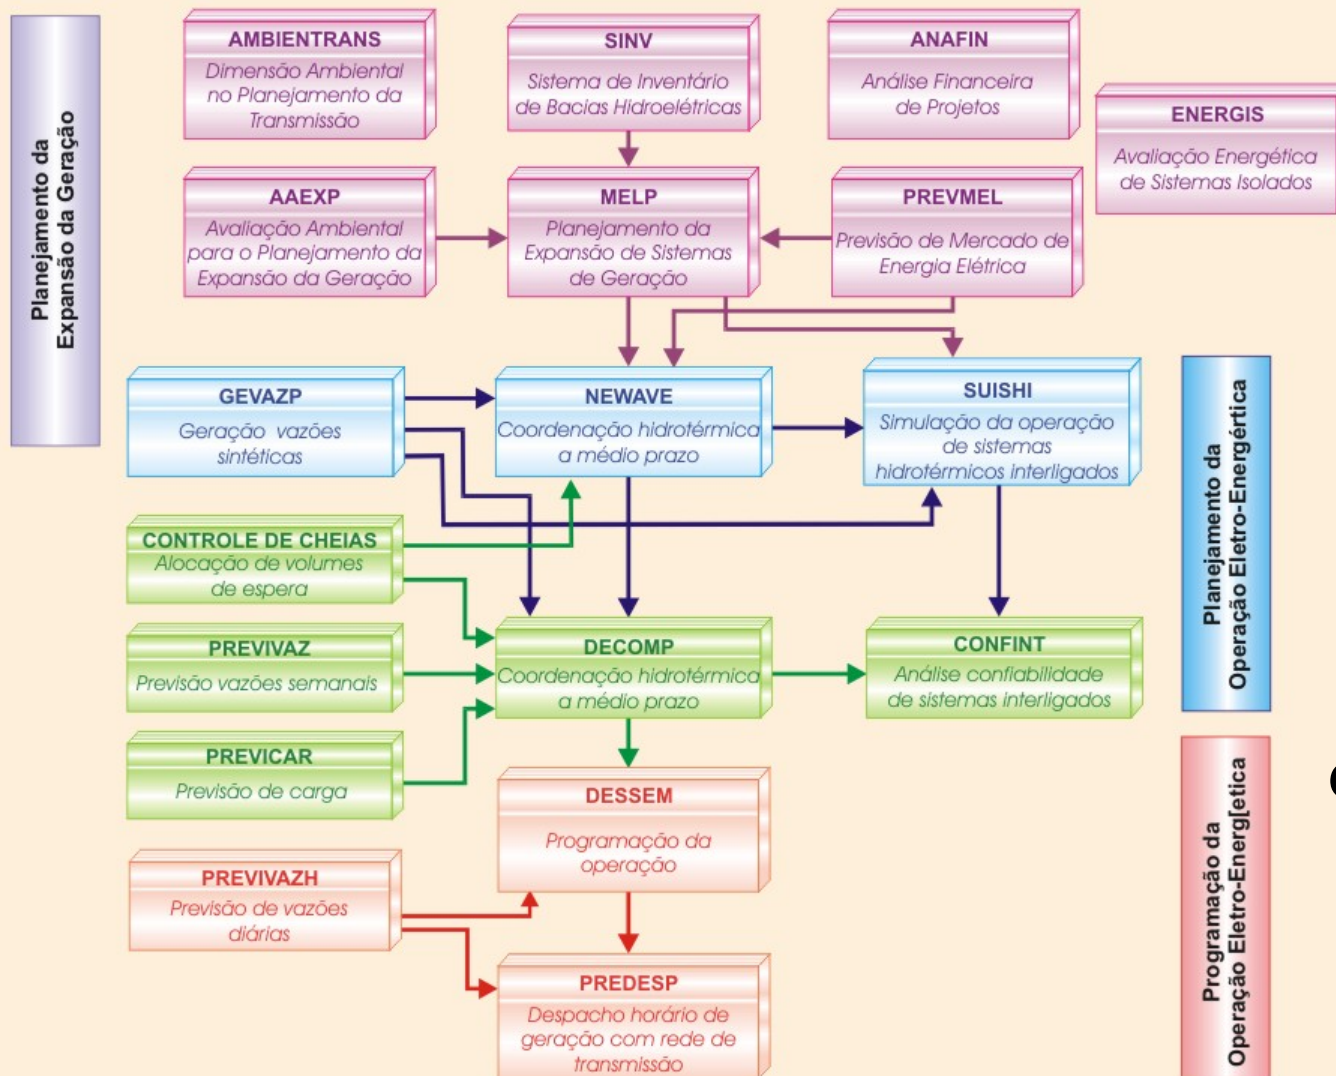 Planejamento da
Expansão da Geração
AMBIENTRANS
Dimensão Ambiental
no Planejamento da
Transmissão
SINV
Sistema de Inventário
de Bacias Hidroelétricas
ANAFIN
Análise Financeira
de Projetos
ENERGIS
Avaliação Energética
de Sistemas Isolados
AAEXP
Avaliação Ambiental
para o Planejamento da
Expansão da Geração
MELP
Planejamento da
Expansão de Sistemas
de Geração
PREVMEL
Previsão de Mercado de
Energia Elétrica
GEVAZP
Geração vazões
sintéticas
NEWAVE
Coordenação hidrotérmica
a médio prazo
SUISHI
Simulação da operação
de sistemas
hidrotérmicos interligados
Planejamento da
Operação Eletro-Energértica
CONTROLE DE CHEIAS
Alocação de volumes
de espera
PREVIVAZ
Previsão vazões semanais
DECOMP
Coordenação hidrotérmica
a médio prazo
CONFINT
Análise confiabilidade
de sistemas interligados
PREVICAR
Previsão de carga
DESSEM
Programação da
operação
PREVIVAZH
Previsão de vazões
diárias
PREDESP
Despacho horário de
geração com rede de
transmissão
Programação da
Operação Eletro-Energ[etica